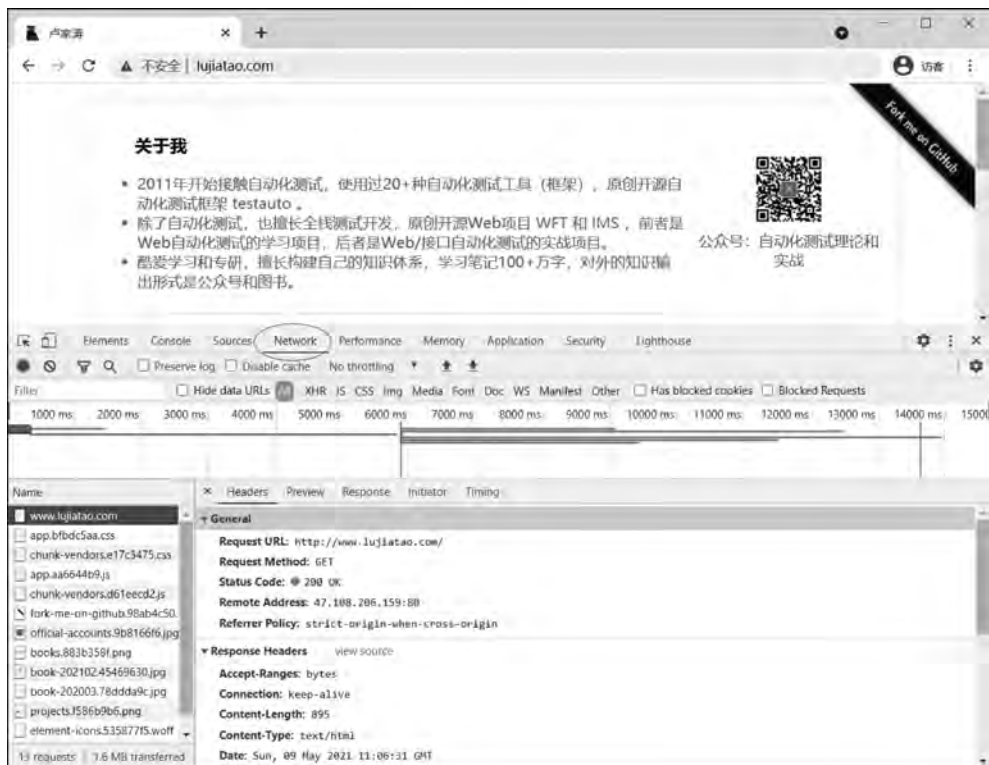 卢家涛 × +
不安全 | lujiatao.com 访客
Fork me on GitHub
关于我
• 2011年开始接触自动化测试，使用过20+种自动化测试工具（框架），原创开源自
动化测试框架 testauto 。
• 除了自动化测试，也擅长全线测试开发，原创开源Web项目 WFT 和 IMS ，前者是
Web自动化测试的学习项目，后者是Web/接口自动化测试的实战项目。
• 酷爱学习和专研，擅长构建自己的知识体系，学习笔记100+万字，对外的知识输
出形式是公众号和图书。
公众号：自动化测试理论和
实战
Elements Console Sources Network Performance Memory Application Security Lighthouse
Preserve log Disable cache No throttling
Filter Hide data URLs All XHR JS CSS Img Media Font Doc WS Manifest Other Has blocked cookies Blocked Requests
1000 ms 2000 ms 3000 ms 4000 ms 5000 ms 6000 ms 7000 ms 8000 ms 9000 ms 10000 ms 11000 ms 12000 ms 13000 ms 14000 ms 15000
Name × Headers Preview Response Initiator Timing
www.lujiatao.com
app.bfbdc5aa.css
chunk-vendors.e17c3475.css
app.aa6644b9.js
chunk-vendors.d61eecd2.js
fork-me-on-github.98ab4c50.
official-accounts.9b8166f6.jpg
books.883b358f.png
book-202102.45469630.jpg
book-202003.78ddda9c.jpg
projects.f586b9b6.png
element-icons.535877f5.woff
13 requests 1.6 MB transferred
General
Request URL: http://www.lujiatao.com/
Request Method: GET
Status Code: 200 OK
Remote Address: 47.108.206.159:80
Referrer Policy: strict-origin-when-cross-origin
Response Headers view source
Accept-Ranges: bytes
Connection: keep-alive
Content-Length: 895
Content-Type: text/html
Date: Sun, 09 May 2021 11:06:31 GMT